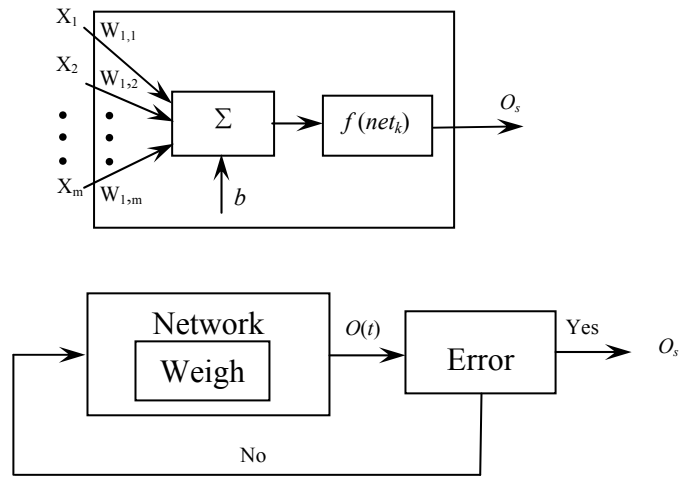 X1
W1,1
X2
W1,2
Σ
f(netk)
Os
Xm
W1,m
b
Network
Weigh
O(t)
Error
Yes
Os
No